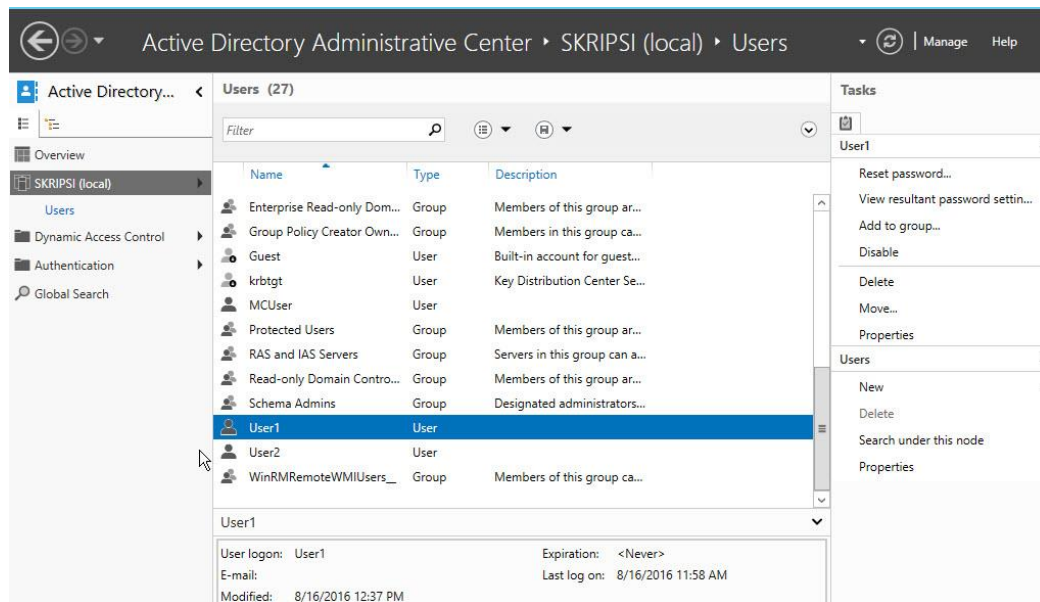 Active Directory Administrative Center ‣ SKRIPSI (local) ‣ Users
Manage Help
Active Directory...
Overview
SKRIPSI (local)
Users
Dynamic Access Control
Authentication
Global Search
Users (27)
Filter
Name Type Description
Enterprise Read-only Dom... Group Members of this group ar...
Group Policy Creator Own... Group Members in this group ca...
Guest User Built-in account for guest...
krbtgt User Key Distribution Center Se...
MCUser User
Protected Users Group Members of this group ar...
RAS and IAS Servers Group Servers in this group can a...
Read-only Domain Contro... Group Members of this group ar...
Schema Admins Group Designated administrators...
User1 User
User2 User
WinRMRemoteWMIUsers__ Group Members of this group ca...
User1
User logon: User1 Expiration: <Never>
E-mail: Last log on: 8/16/2016 11:58 AM
Modified: 8/16/2016 12:37 PM
Tasks
User1
Reset password...
View resultant password settin...
Add to group...
Disable
Delete
Move...
Properties
Users
New
Delete
Search under this node
Properties